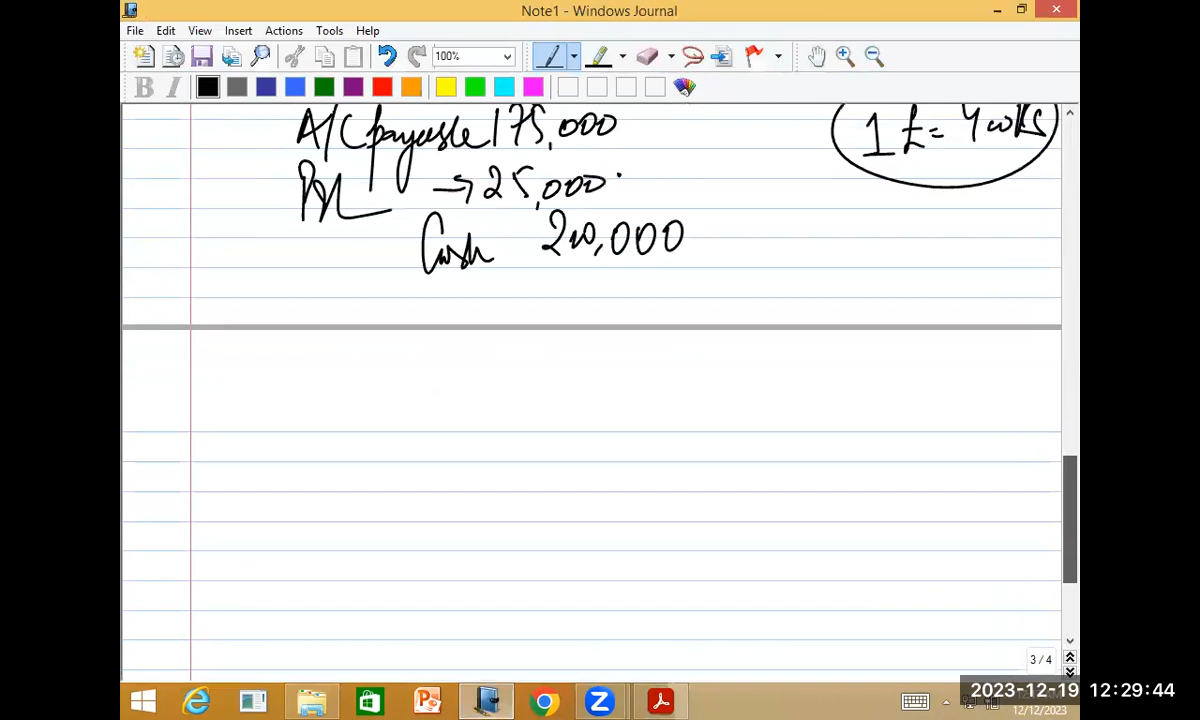 Note1 - Windows Journal
File Edit View Insert Actions Tools Help
100%
B I
A/C payable 175,000
P/L → 25,000
Cash 200,000
1 £ = 4 wks
3 / 4
2023-12-19 12:29:44
12/12/2023